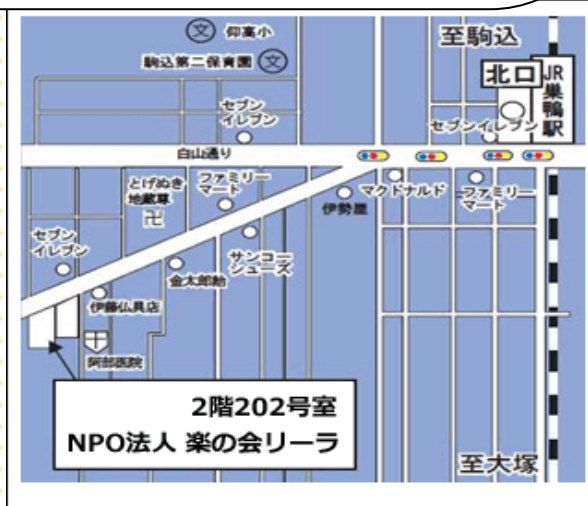 文 仰高小
至駒込
駒込第二保育園 文
北口
JR巣鴨駅
セブン
イレブン
セブンイレブン
白山通り
とげぬき
地蔵尊
卍
ファミリー
マート
マクドナルド
ファミリー
マート
伊勢屋
セブン
イレブン
サンコー
シューズ
金太郎飴
伊藤仏具店
阿部医院
2階202号室
NPO法人 楽の会リーラ
至大塚